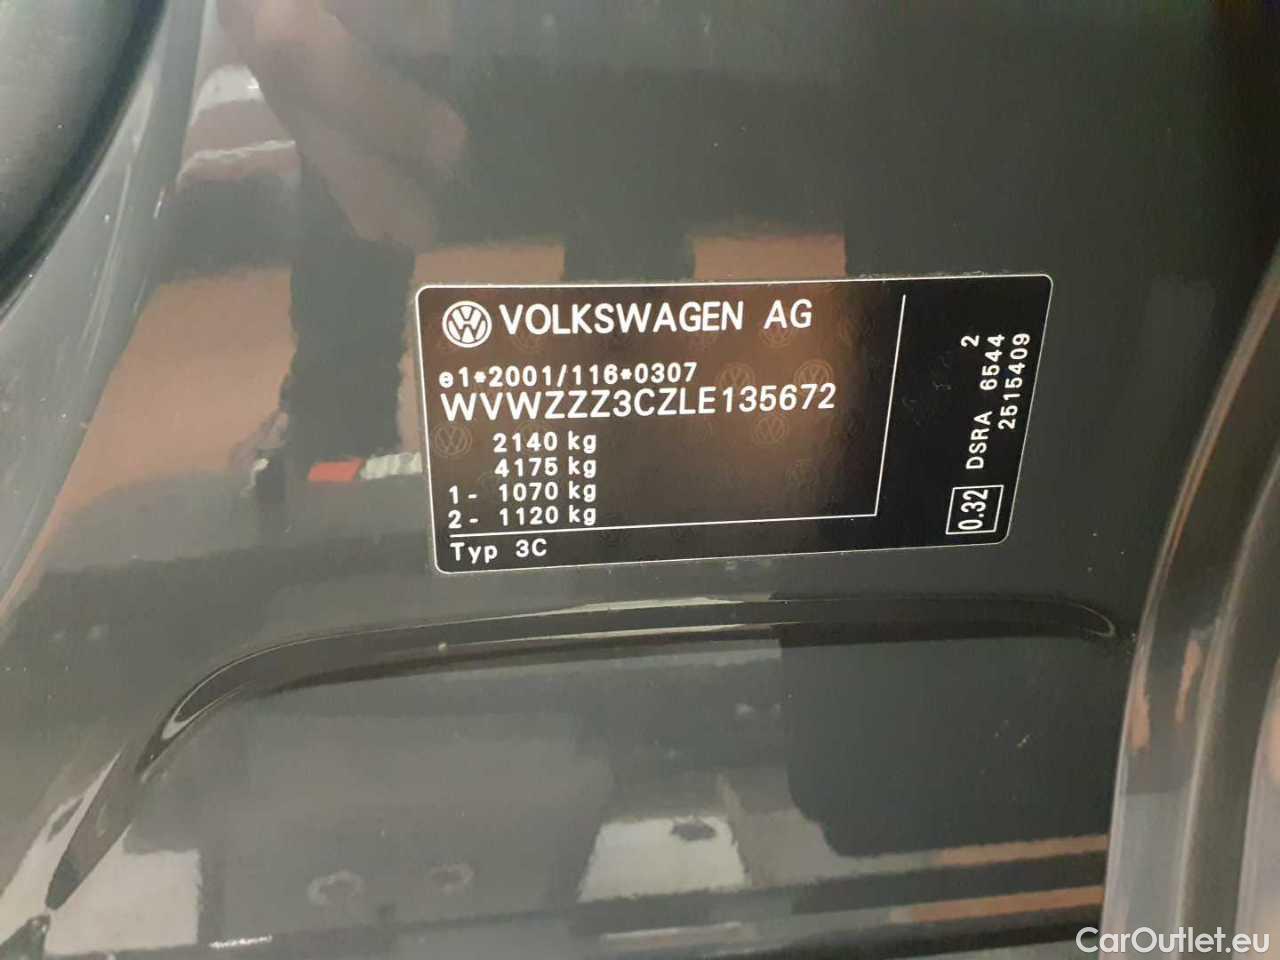 VOLKSWAGEN AG
e1*2001/116*0307
WVWZZZ3CZLE135672
2140 kg
4175 kg
1- 1070 kg
2- 1120 kg
Typ 3C
0.32 DSRA 6544 2
2515409
CarOutlet.eu